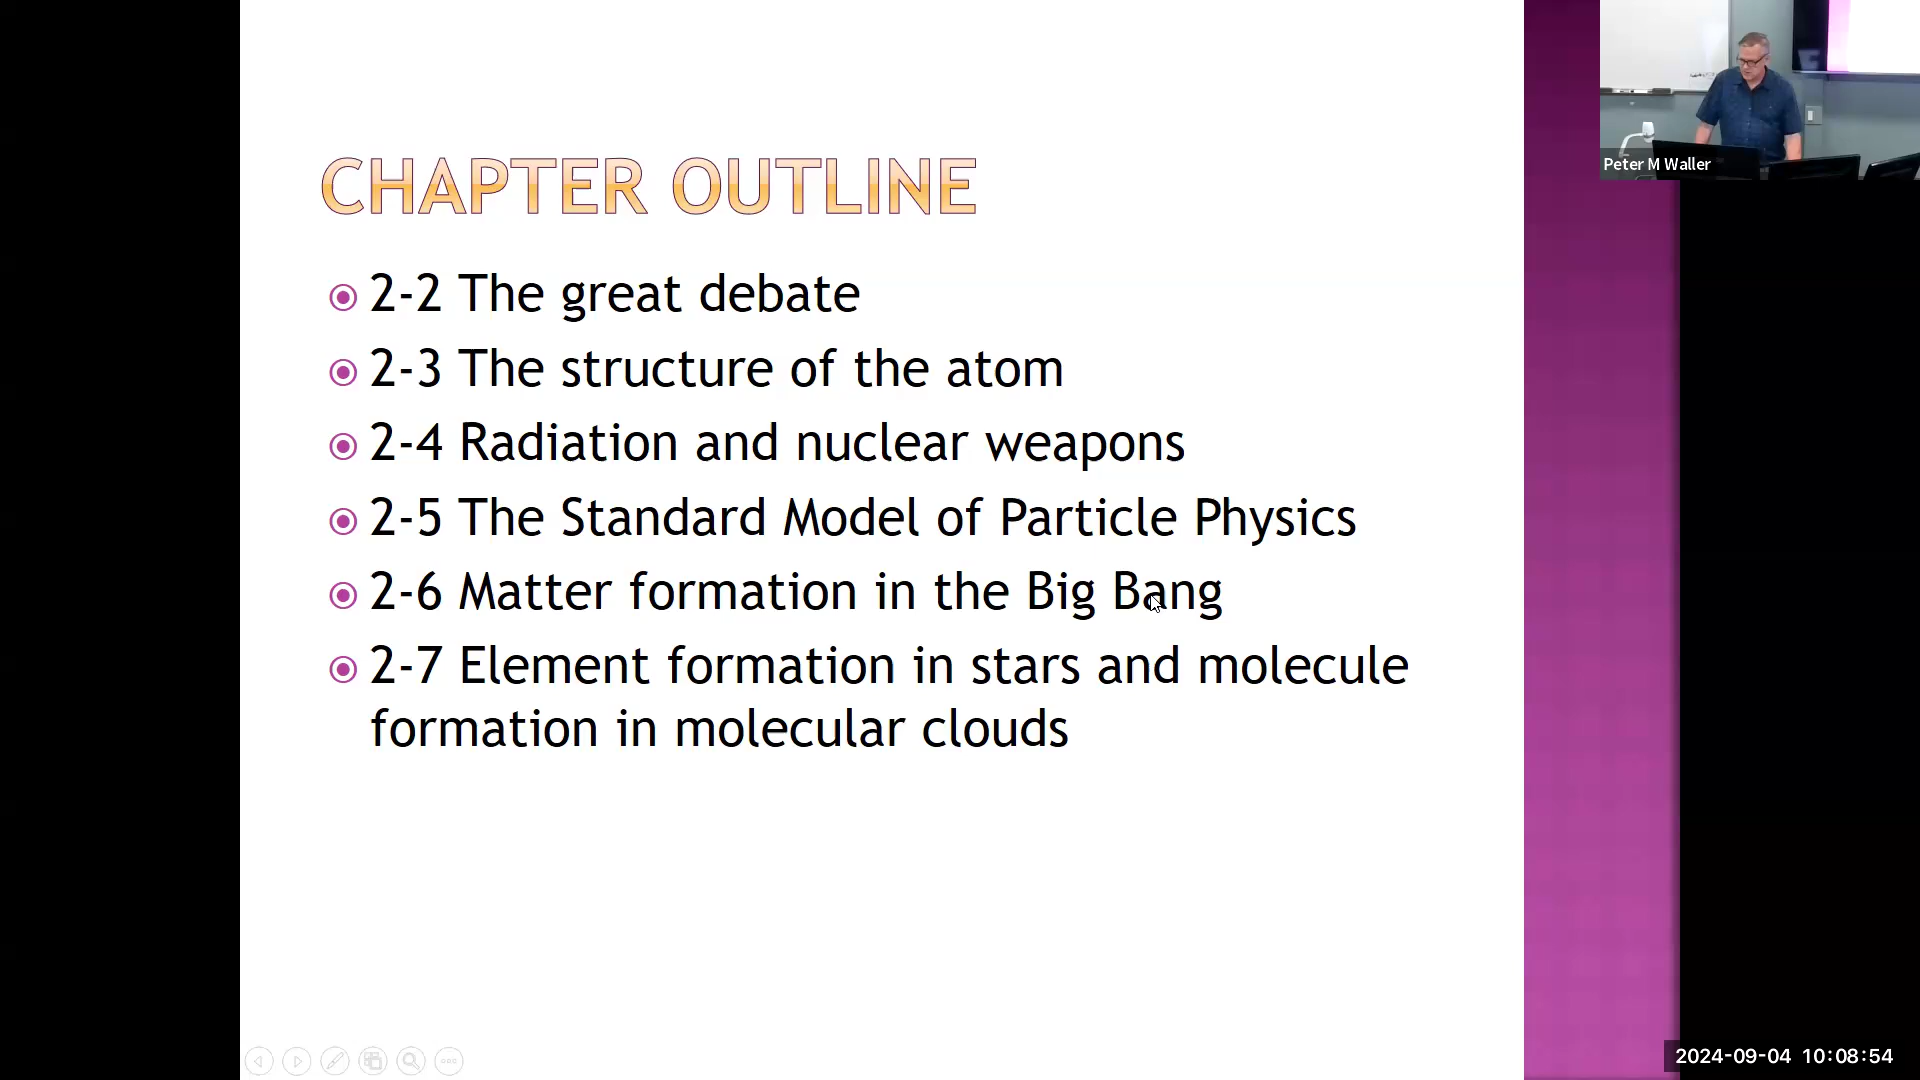 CHAPTER OUTLINE
2-2 The great debate
2-3 The structure of the atom
2-4 Radiation and nuclear weapons
2-5 The Standard Model of Particle Physics
2-6 Matter formation in the Big Bang
2-7 Element formation in stars and molecule
formation in molecular clouds
Peter M Waller
2024-09-04 10:08:54